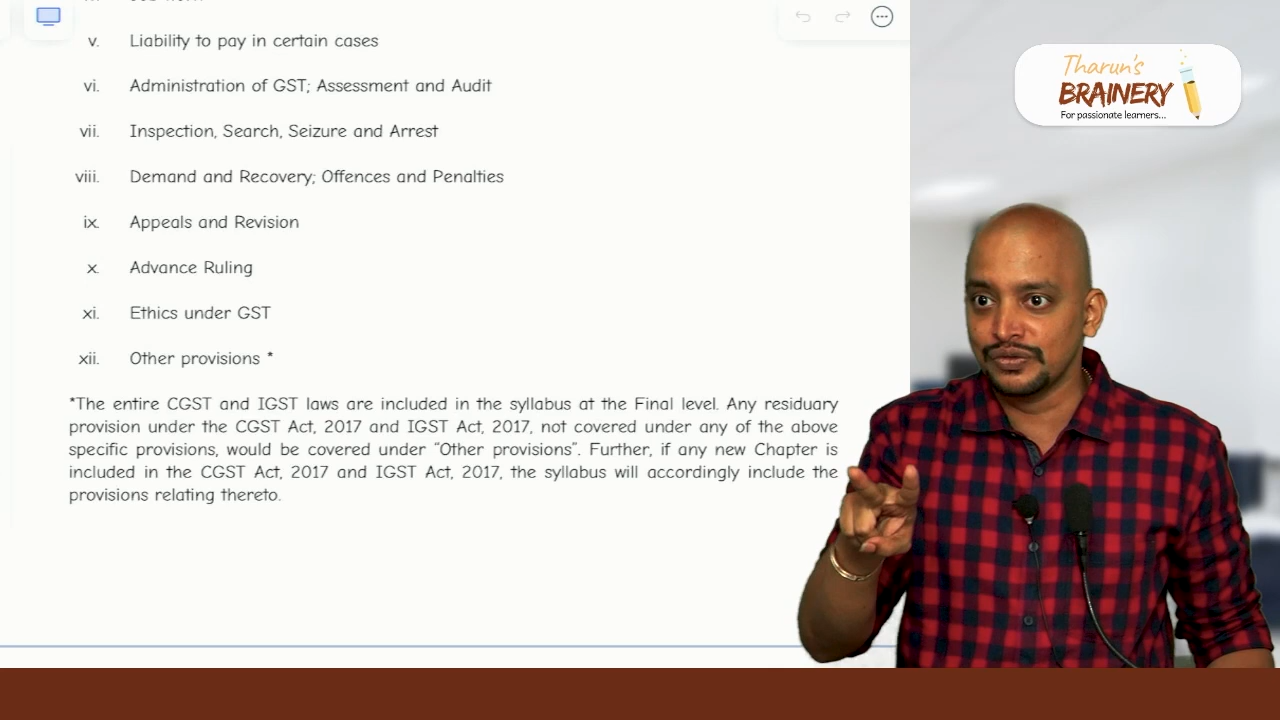 v. Liability to pay in certain cases
vi. Administration of GST; Assessment and Audit
vii. Inspection, Search, Seizure and Arrest
viii. Demand and Recovery; Offences and Penalties
ix. Appeals and Revision
x. Advance Ruling
xi. Ethics under GST
xii. Other provisions *
*The entire CGST and IGST laws are included in the syllabus at the Final level. Any residuary
provision under the CGST Act, 2017 and IGST Act, 2017, not covered under any of the above
specific provisions, would be covered under “Other provisions”. Further, if any new Chapter is
included in the CGST Act, 2017 and IGST Act, 2017, the syllabus will accordingly include the
provisions relating thereto.
Tharun's
BRAINERY
For passionate learners...